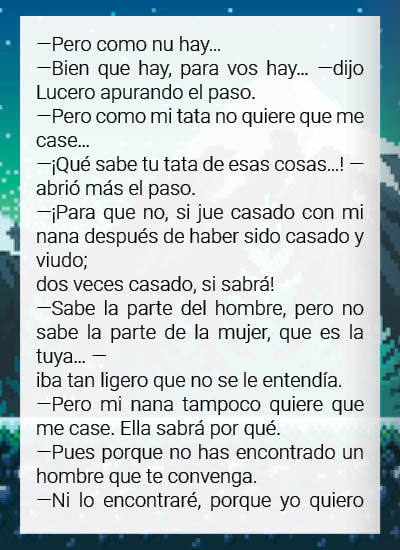 —Pero como nu hay...
—Bien que hay, para vos hay... —dijo
Lucero apurando el paso.
—Pero como mi tata no quiere que me
case...
—¡Qué sabe tu tata de esas cosas...! —
abrió más el paso.
—¡Para que no, si jue casado con mi
nana después de haber sido casado y
viudo;
dos veces casado, si sabrá!
—Sabe la parte del hombre, pero no
sabe la parte de la mujer, que es la
tuya... —
iba tan ligero que no se le entendía.
—Pero mi nana tampoco quiere que
me case. Ella sabrá por qué.
—Pues porque no has encontrado un
hombre que te convenga.
—Ni lo encontraré, porque yo quiero